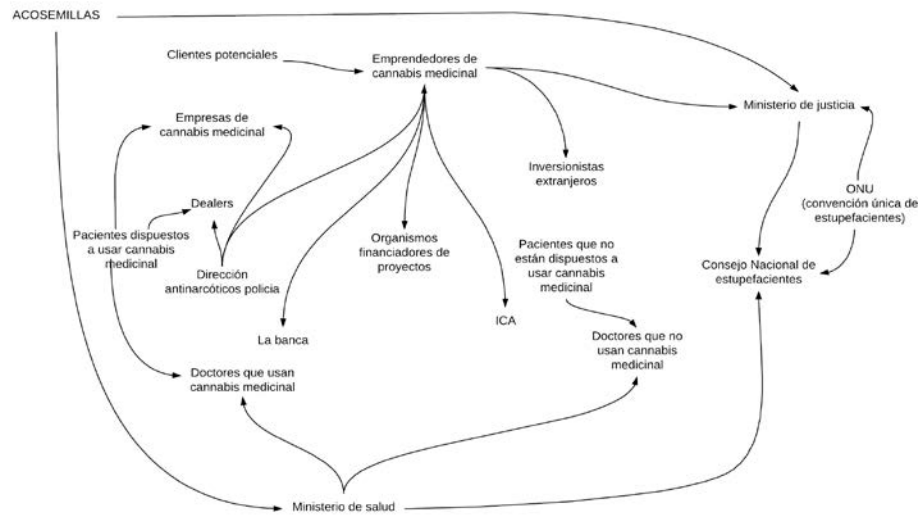 ACOSEMILLAS
Clientes potenciales
Emprendedores de
cannabis medicinal
Ministerio de justicia
Empresas de
cannabis medicinal
Inversionistas
extranjeros
ONU
(convención única de
estupefacientes)
Dealers
Pacientes dispuestos
a usar cannabis
medicinal
Organismos
financiadores de
proyectos
Pacientes que no
están dispuestos a
usar cannabis
medicinal
Dirección
antinarcóticos policia
Consejo Nacional de
estupefacientes
ICA
La banca
Doctores que no
usan cannabis
medicinal
Doctores que usan
cannabis medicinal
Ministerio de salud